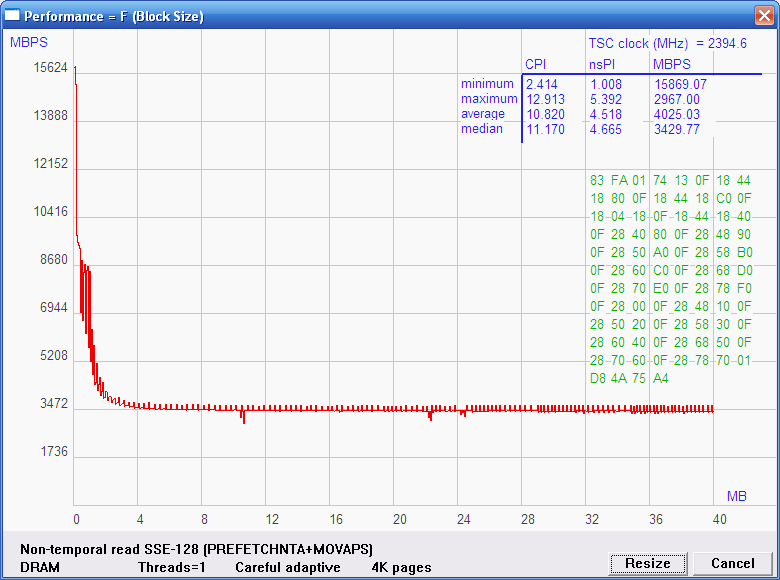 Performance = F (Block Size)
MBPS
TSC clock (MHz) = 2394.6
CPI nsPI MBPS
minimum 2.414 1.008 15869.07
maximum 12.913 5.392 2967.00
average 10.820 4.518 4025.03
median 11.170 4.665 3429.77
15624
13888
12152
10416
8680
6944
5208
3472
1736
83 FA 01 74 13 0F 18 44
18 80 0F 18 44 18 C0 0F
18 04 18 0F 18 44 18 40
0F 28 40 80 0F 28 48 90
0F 28 50 A0 0F 28 58 B0
0F 28 60 C0 0F 28 68 D0
0F 28 70 E0 0F 28 78 F0
0F 28 00 0F 28 48 10 0F
28 50 20 0F 28 58 30 0F
28 60 40 0F 28 68 50 0F
28 70 60 0F 28 78 70 01
D8 4A 75 A4
MB
0 4 8 12 16 20 24 28 32 36 40
Non-temporal read SSE-128 (PREFETCHNTA+MOVAPS)
DRAM Threads=1 Careful adaptive 4K pages
Resize Cancel